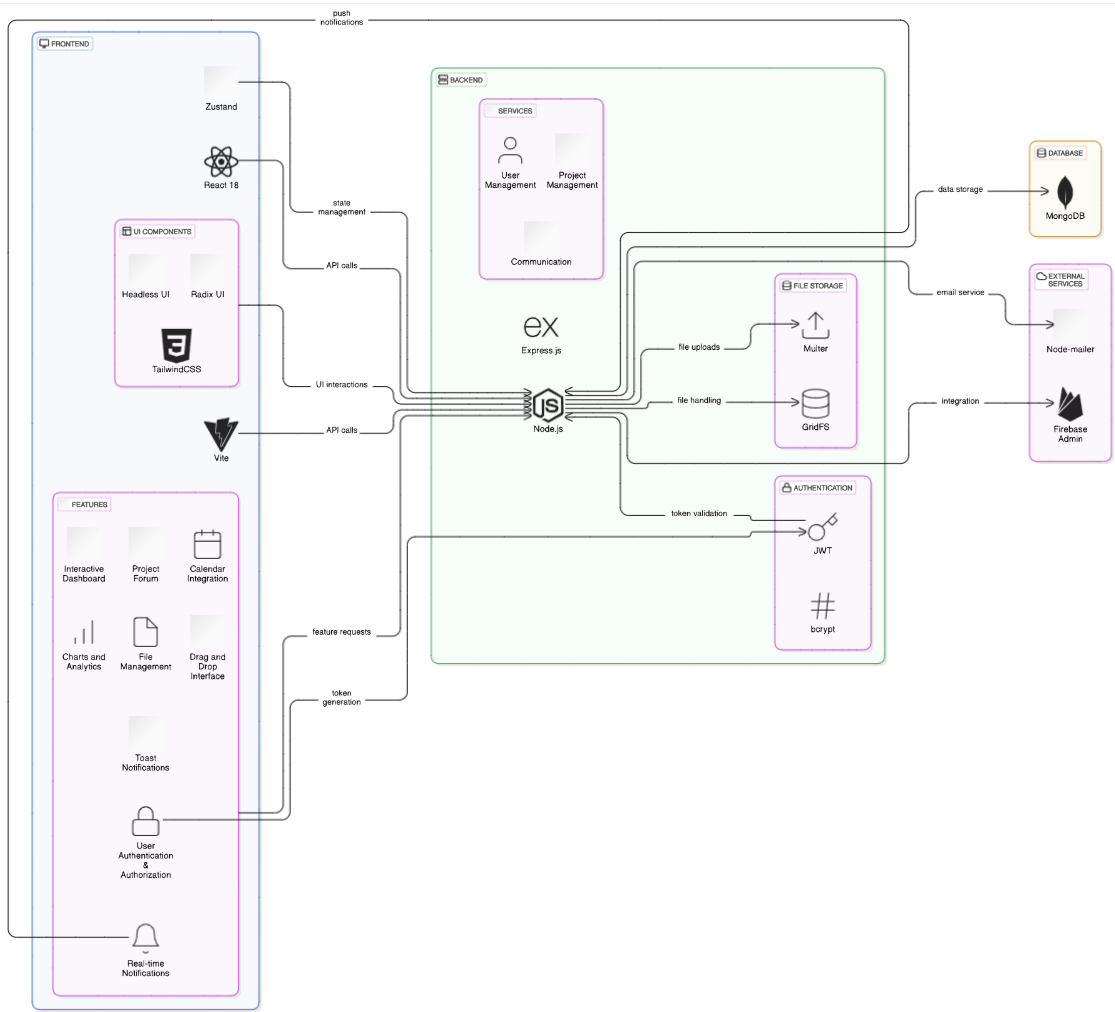 push
notifications
FRONTEND
Zustand
React 18
UI COMPONENTS
Headless UI
Radix UI
TailwindCSS
Vite
FEATURES
Interactive
Dashboard
Project
Forum
Calendar
Integration
Charts and
Analytics
File
Management
Drag and
Drop
Interface
Toast
Notifications
User
Authentication
&
Authorization
Real-time
Notifications
state
management
API calls
UI interactions
API calls
feature requests
token
generation
BACKEND
SERVICES
User
Management
Project
Management
Communication
ex
Express.js
JS
Node.js
file uploads
file handling
token validation
FILE STORAGE
Multer
GridFS
AUTHENTICATION
JWT
#
bcrypt
data storage
email service
integration
DATABASE
MongoDB
EXTERNAL
SERVICES
Node-mailer
Firebase
Admin